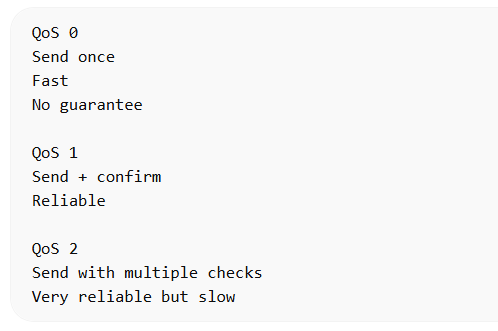 QoS 0
Send once
Fast
No guarantee
QoS 1
Send + confirm
Reliable
QoS 2
Send with multiple checks
Very reliable but slow